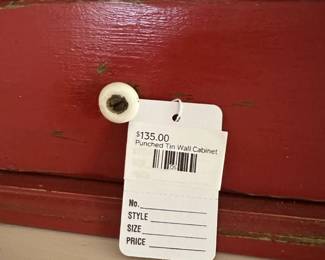 $135.00
Punched Tin Wall Cabinet
No.
STYLE
SIZE
PRICE